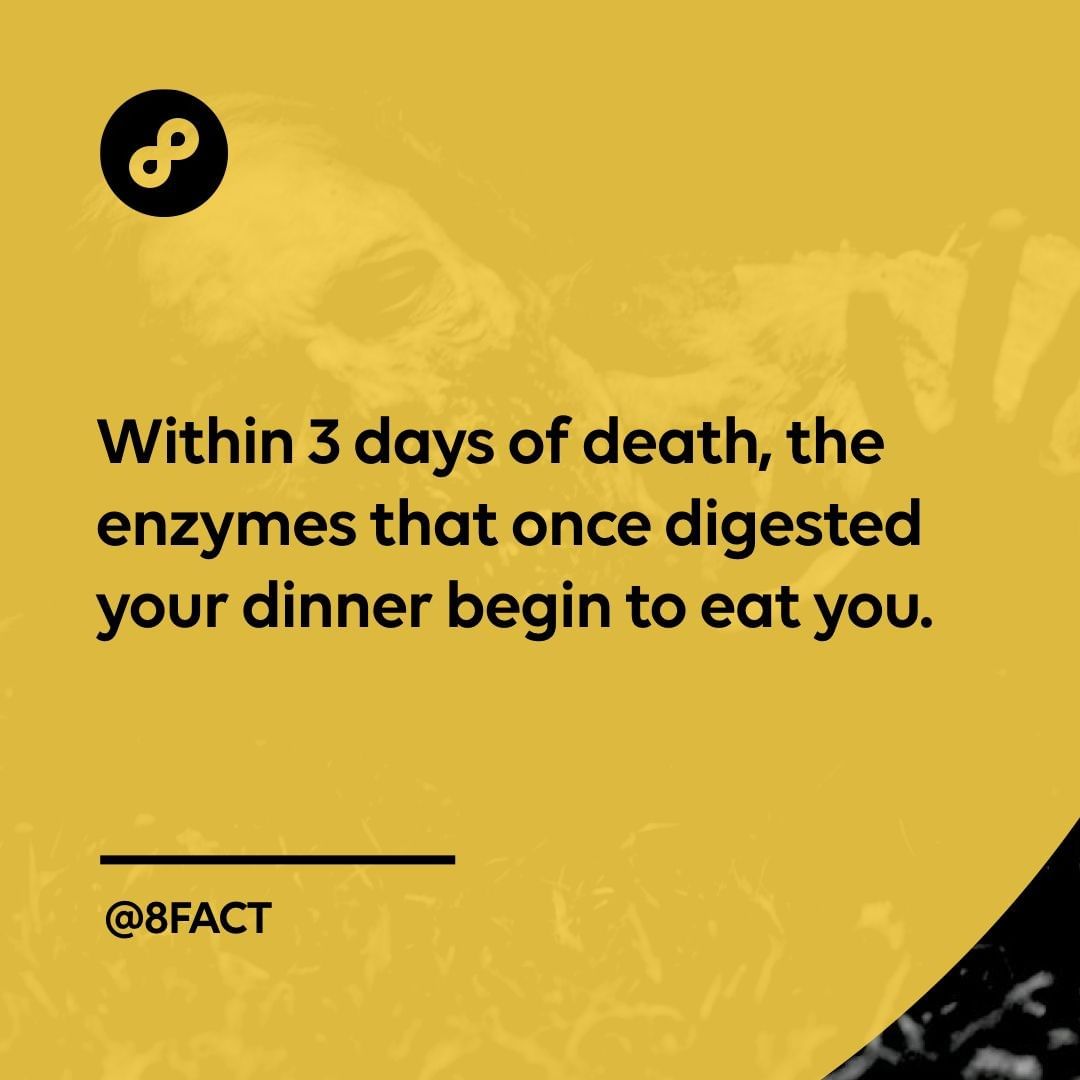 Within 3 days of death, the
enzymes that once digested
your dinner begin to eat you.
@8FACT